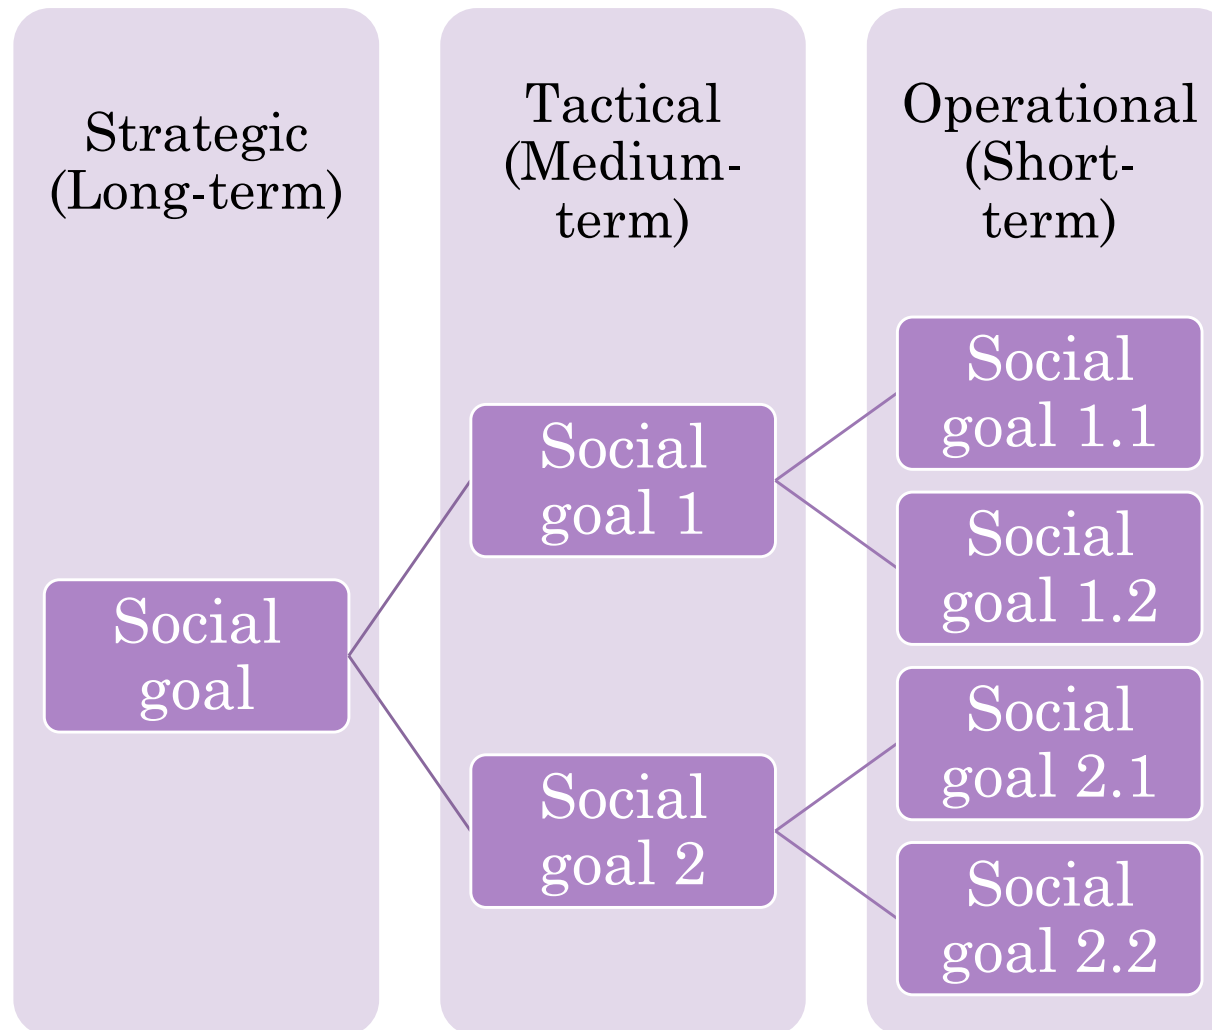 Strategic
(Long-term)
Tactical
(Medium-
term)
Operational
(Short-
term)
Social
goal
Social
goal 1
Social
goal 2
Social
goal 1.1
Social
goal 1.2
Social
goal 2.1
Social
goal 2.2